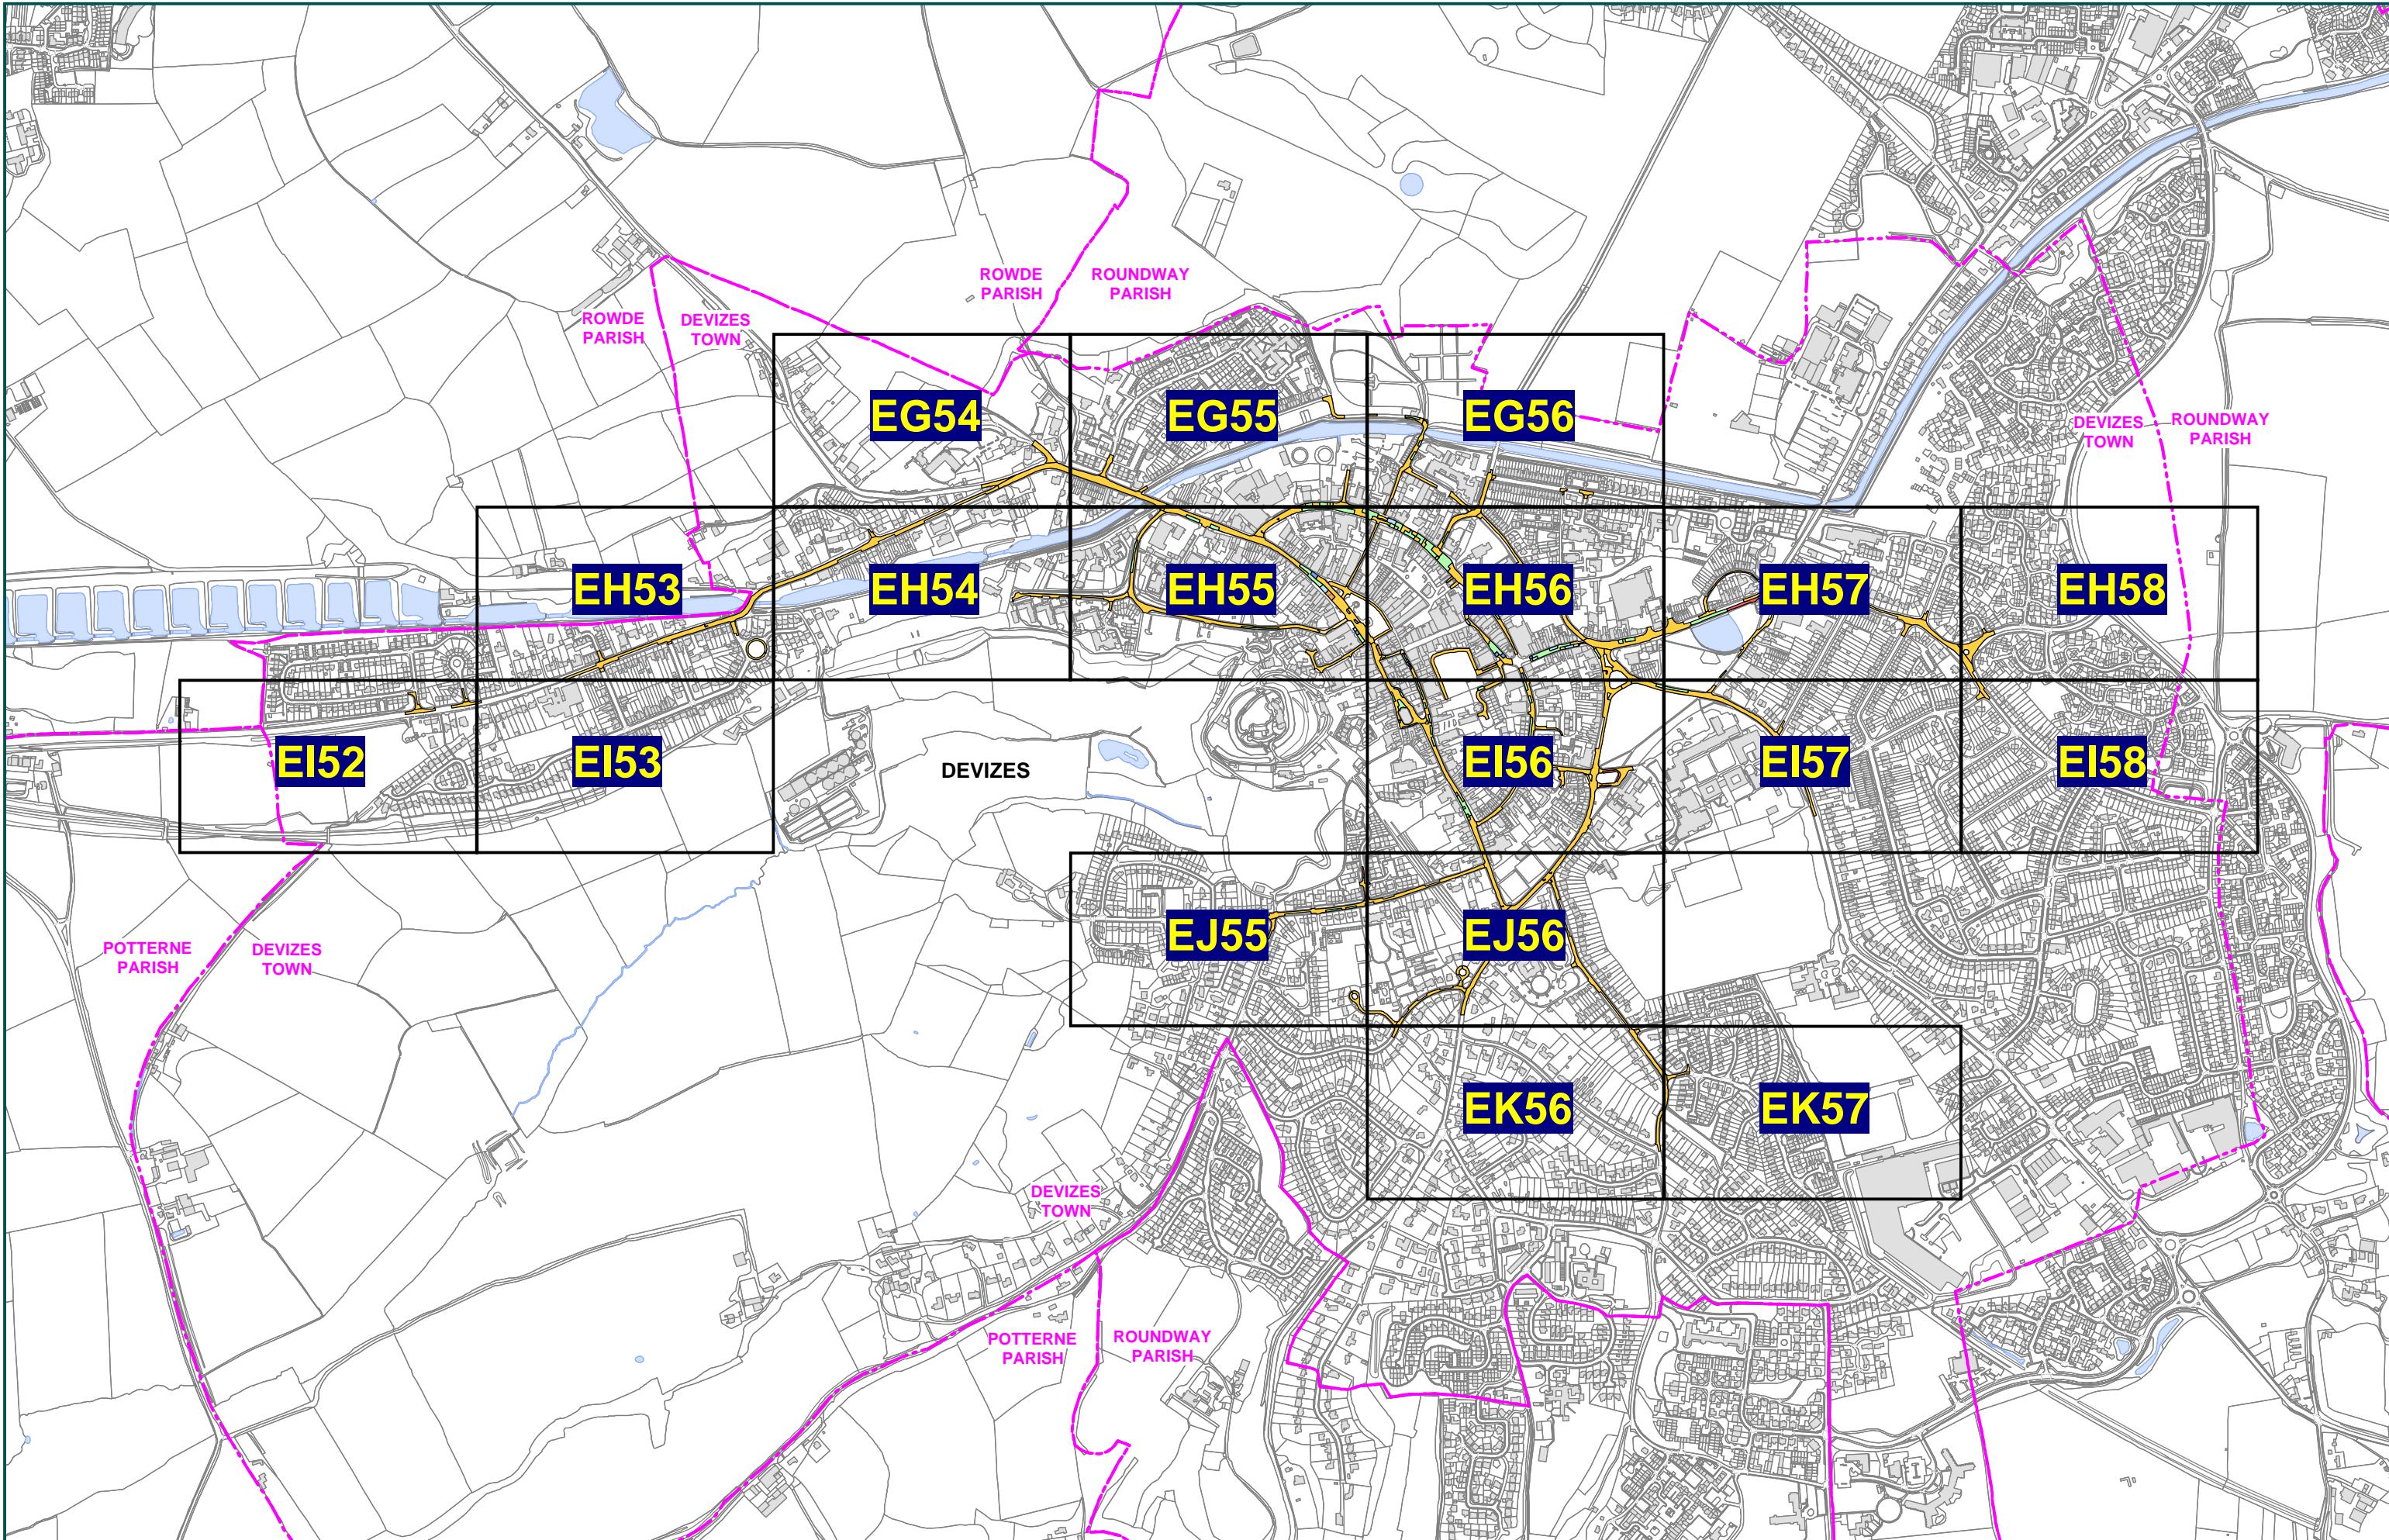 ROWDE
PARISH
ROUNDWAY
PARISH
ROWDE
PARISH
DEVIZES
TOWN
EG54
EG55
EG56
DEVIZES
TOWN
ROUNDWAY
PARISH
EH53
EH54
EH55
EH56
EH57
EH58
EI52
EI53
DEVIZES
EI56
EI57
EI58
POTTERNE
PARISH
DEVIZES
TOWN
EJ55
EJ56
EK56
EK57
DEVIZES
TOWN
POTTERNE
PARISH
ROUNDWAY
PARISH